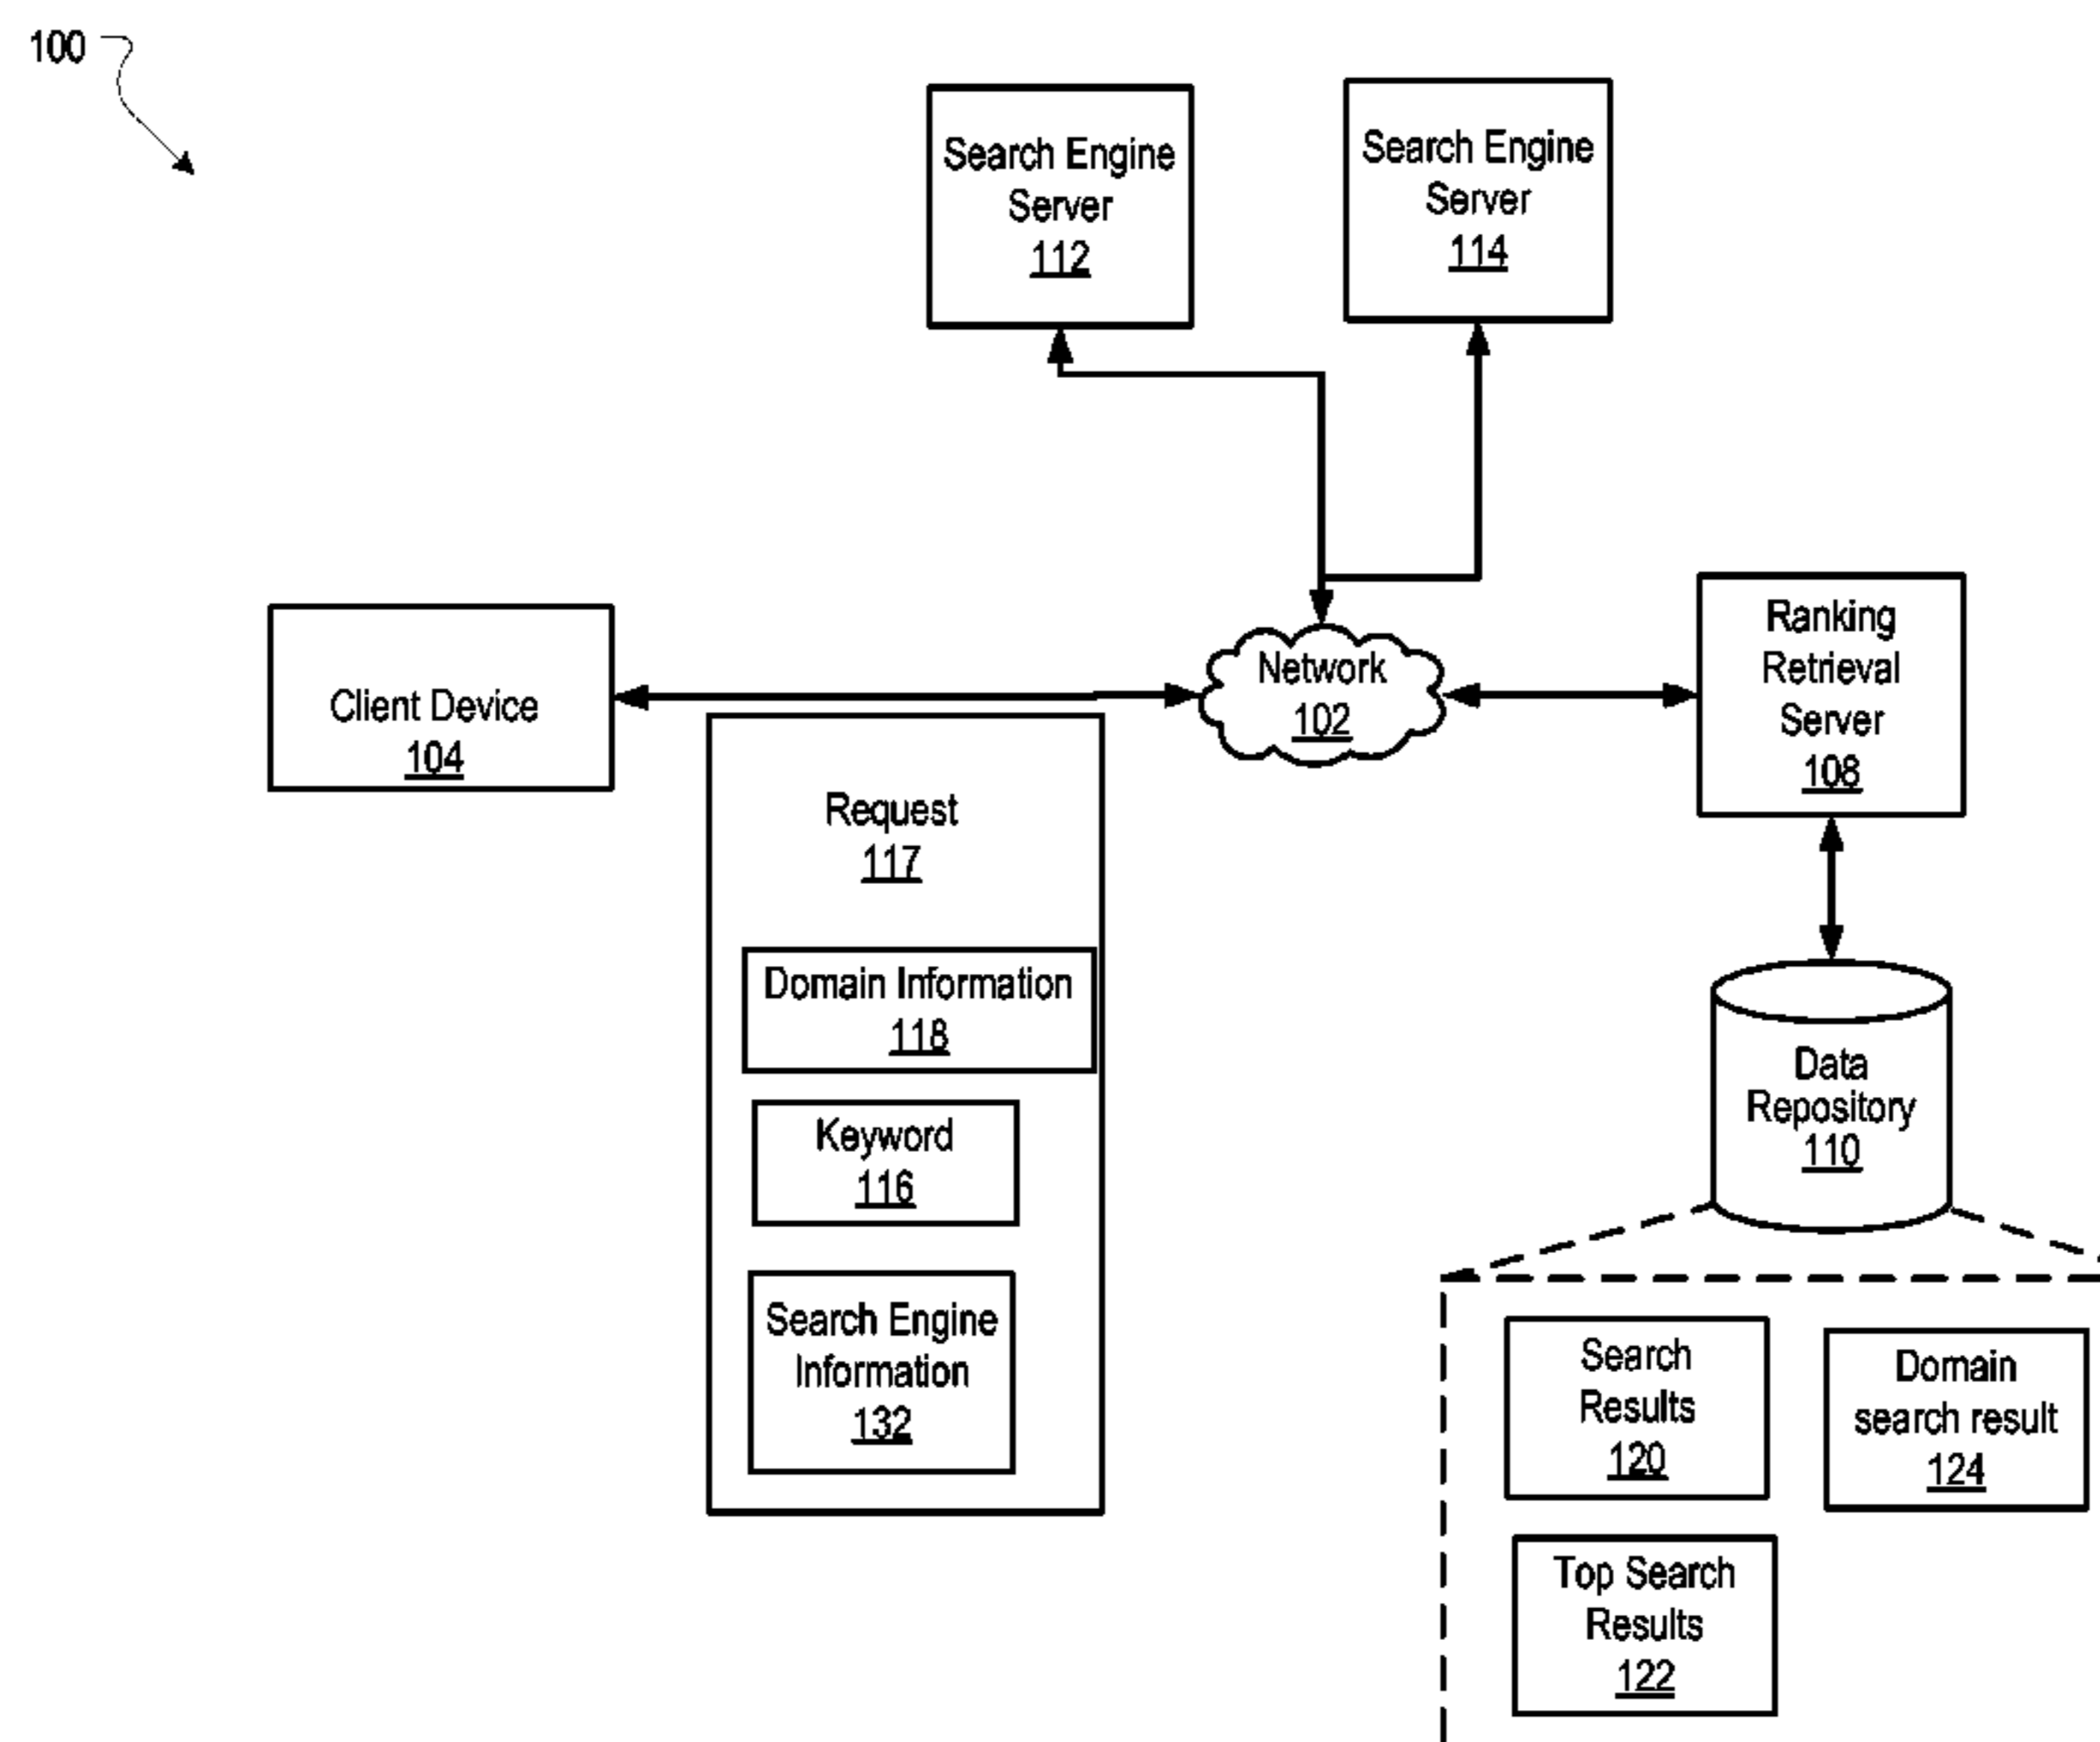 100
Search Engine
Server
112
Search Engine
Server
114
Client Device
104
Network
102
Ranking
Retrieval
Server
108
Request
117
Domain Information
118
Keyword
116
Search Engine
Information
132
Data
Repository
110
Search
Results
120
Domain
search result
124
Top Search
Results
122